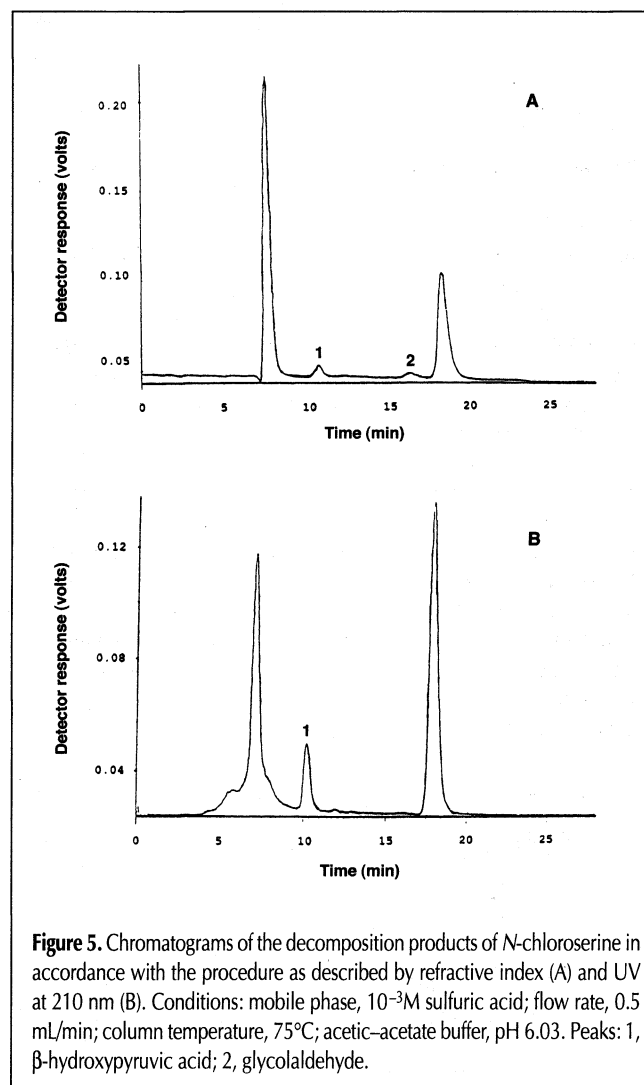 A
0.20
0.15
0.10
0.05
Detector response (volts)
1
2
0
5
10
15
20
25
Time (min)
B
0.12
0.08
0.04
Detector response (volts)
1
0
5
10
15
20
25
Time (min)
Figure 5. Chromatograms of the decomposition products of N-chloroserine in
accordance with the procedure as described by refractive index (A) and UV
at 210 nm (B). Conditions: mobile phase, 10⁻³M sulfuric acid; flow rate, 0.5
mL/min; column temperature, 75°C; acetic–acetate buffer, pH 6.03. Peaks: 1,
β-hydroxypyruvic acid; 2, glycolaldehyde.